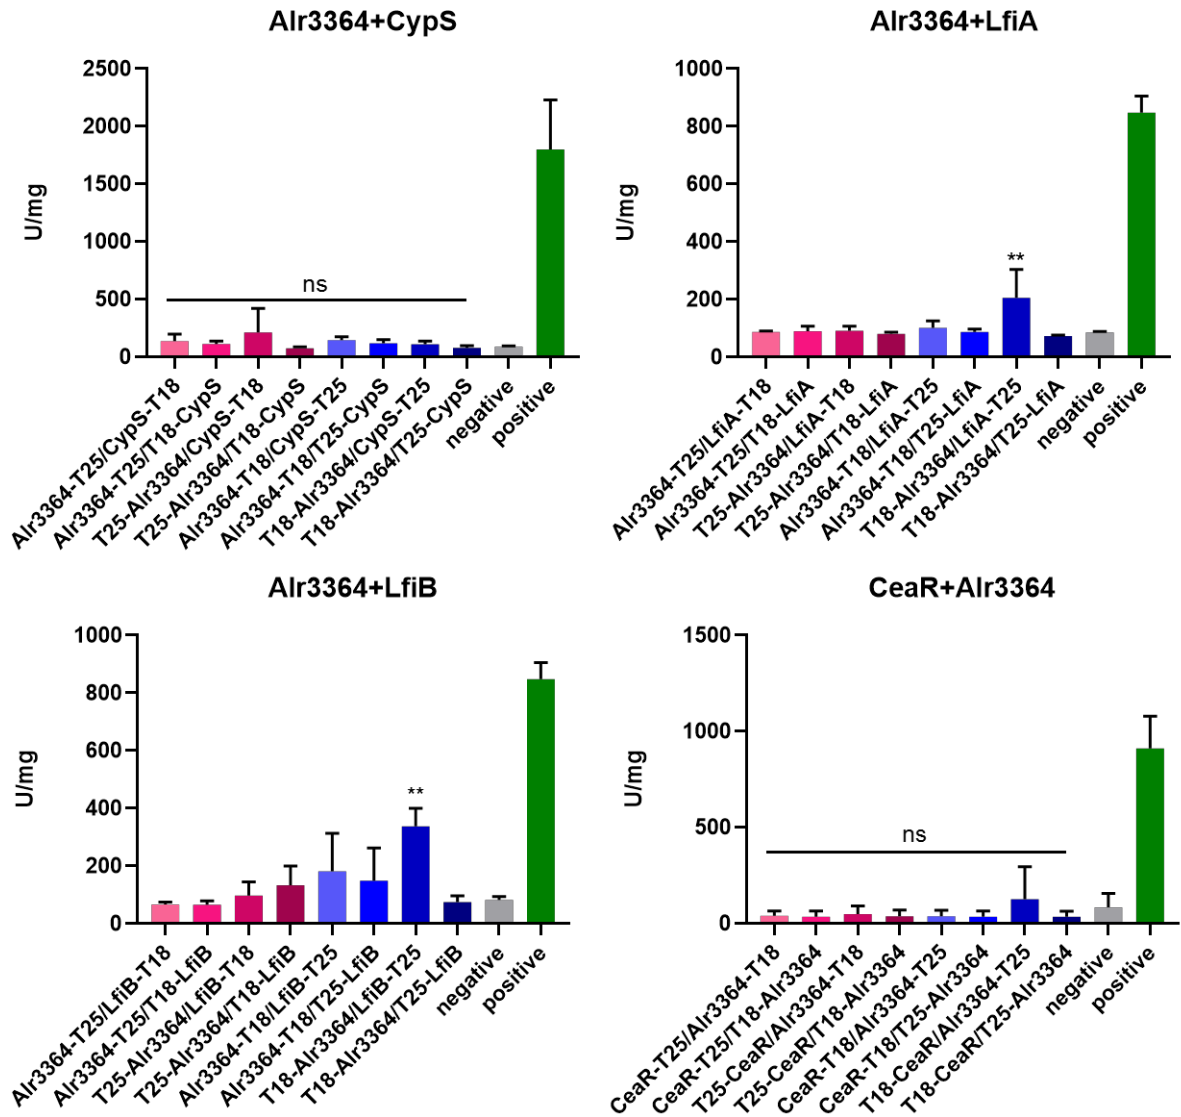 Alr3364+CypS
U/mg
2500
2000
1500
1000
500
0
ns
Alr3364-T25/CypS-T18
Alr3364-T25/T18-CypS
T25-Alr3364/CypS-T18
T25-Alr3364/T18-CypS
Alr3364-T18/CypS-T25
Alr3364-T18/T25-CypS
T18-Alr3364/CypS-T25
T18-Alr3364/T25-CypS
negative
positive
Alr3364+LfiA
U/mg
1000
800
600
400
200
0
**
Alr3364-T25/LfiA-T18
Alr3364-T25/T18-LfiA
T25-Alr3364/LfiA-T18
T25-Alr3364/T18-LfiA
Alr3364-T18/LfiA-T25
Alr3364-T18/T25-LfiA
T18-Alr3364/LfiA-T25
T18-Alr3364/T25-LfiA
negative
positive
Alr3364+LfiB
U/mg
1000
800
600
400
200
0
**
Alr3364-T25/LfiB-T18
Alr3364-T25/T18-LfiB
T25-Alr3364/LfiB-T18
T25-Alr3364/T18-LfiB
Alr3364-T18/LfiB-T25
Alr3364-T18/T25-LfiB
T18-Alr3364/LfiB-T25
T18-Alr3364/T25-LfiB
negative
positive
CeaR+Alr3364
U/mg
1500
1000
500
0
ns
CeaR-T25/Alr3364-T18
CeaR-T25/T18-Alr3364
T25-CeaR/Alr3364-T18
T25-CeaR/T18-Alr3364
CeaR-T18/Alr3364-T25
CeaR-T18/T25-Alr3364
T18-CeaR/Alr3364-T25
T18-CeaR/T25-Alr3364
negative
positive